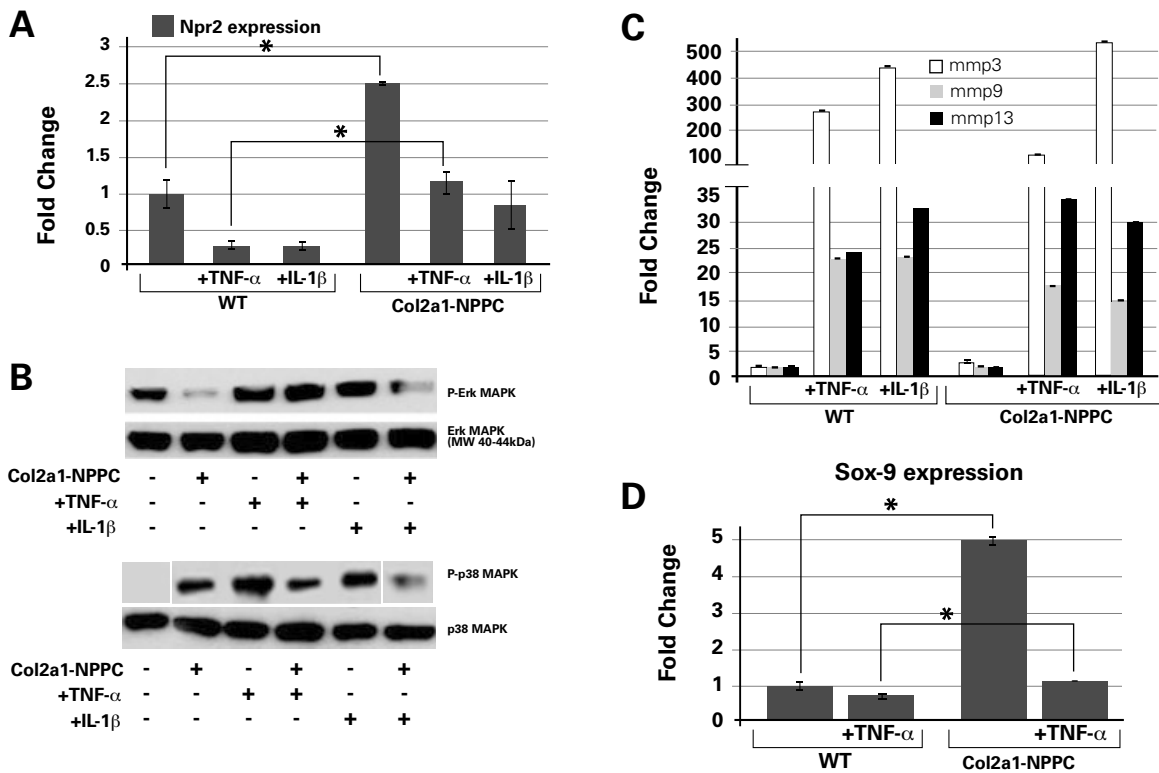 A
Npr2 expression
3
2.5
2
1.5
1
0.5
0
Fold Change
*
*
+TNF-α +IL-1β +TNF-α +IL-1β
WT Col2a1-NPPC
B
P-Erk MAPK
Erk MAPK
(MW 40-44kDa)
Col2a1-NPPC - + - + - +
+TNF-α - - + + - -
+IL-1β - - - - + +
P-p38 MAPK
p38 MAPK
Col2a1-NPPC - + - + - +
+TNF-α - - + + - -
+IL-1β - - - - + +
C
500
400
300
200
100
35
30
25
20
15
10
5
0
Fold Change
mmp3
mmp9
mmp13
+TNF-α +IL-1β +TNF-α +IL-1β
WT Col2a1-NPPC
D
Sox-9 expression
5
4
3
2
1
0
Fold Change
*
*
+TNF-α +TNF-α
WT Col2a1-NPPC